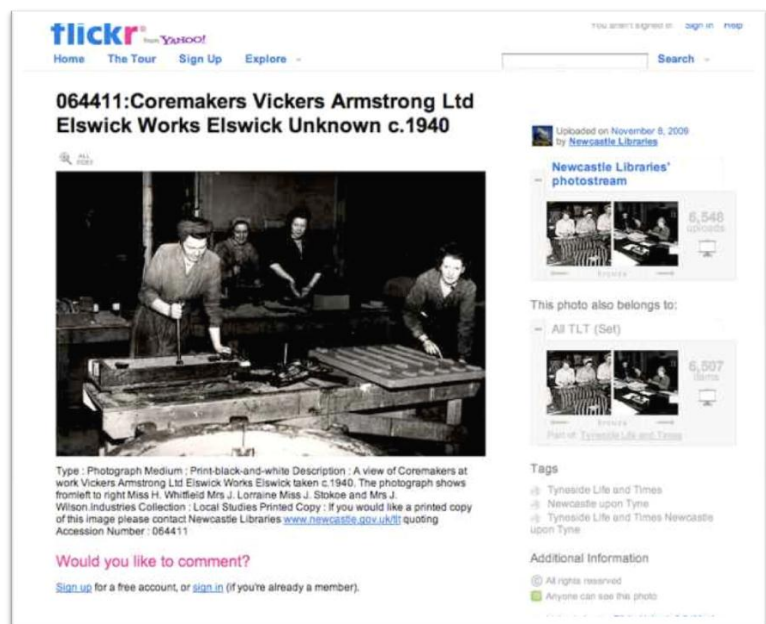 flickr from YAHOO!
You aren't signed in Sign In Help
Home The Tour Sign Up Explore
Search
064411:Coremakers Vickers Armstrong Ltd
Elswick Works Elswick Unknown c.1940
ALL
SIZES
Type : Photograph Medium : Print-black-and-white Description : A view of Coremakers at
work Vickers Armstrong Ltd Elswick Works Elswick taken c.1940. The photograph shows
fromleft to right Miss H. Whitfield Mrs J. Lorraine Miss J. Stokoe and Mrs J.
Wilson.Industries Collection : Local Studies Printed Copy : If you would like a printed copy
of this image please contact Newcastle Libraries www.newcastle.gov.uk/tlt quoting
Accession Number : 064411
Would you like to comment?
Sign up for a free account, or sign in (if you're already a member).
Uploaded on November 8, 2009
by Newcastle Libraries
Newcastle Libraries'
photostream
6,548
uploads
browse
This photo also belongs to:
All TLT (Set)
6,507
items
browse
Part of: Tyneside Life and Times
Tags
Tyneside Life and Times
Newcastle upon Tyne
Tyneside Life and Times Newcastle
upon Tyne
Additional Information
© All rights reserved
Anyone can see this photo